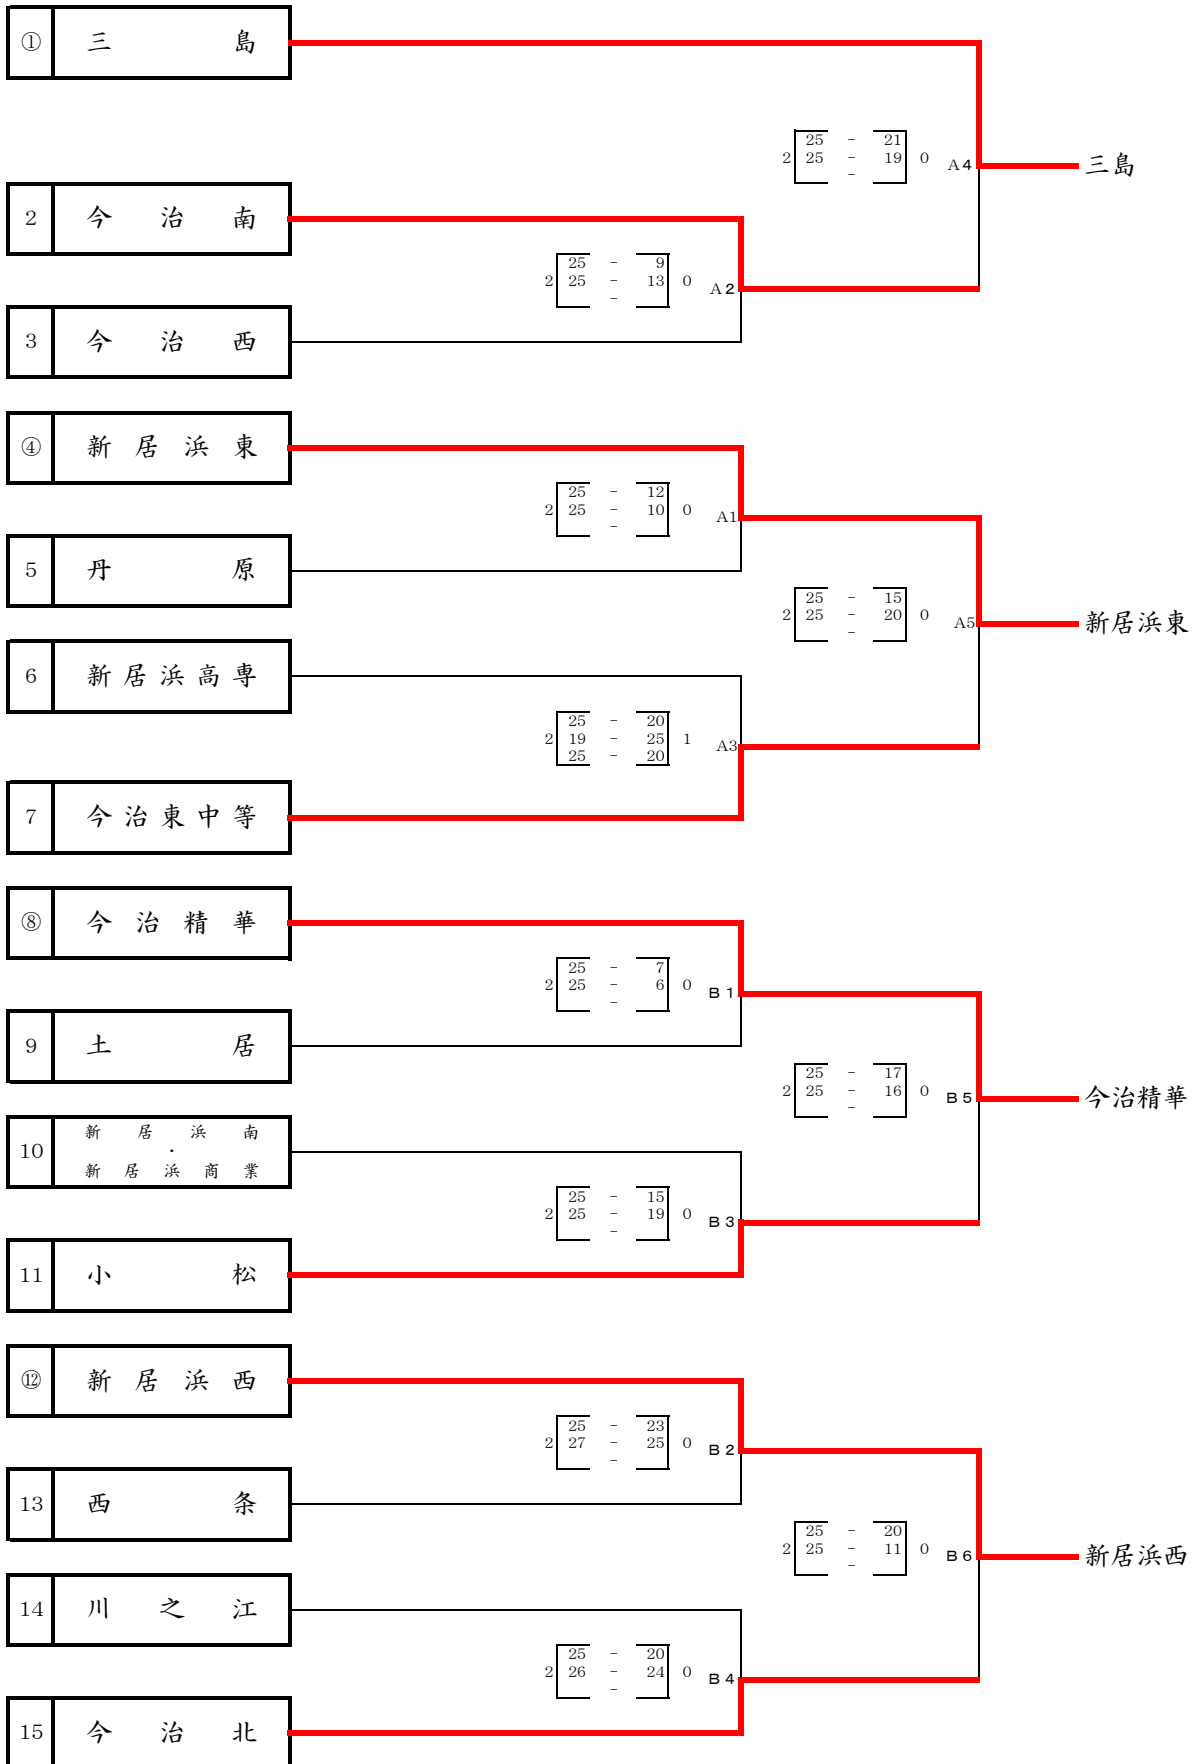 ① 三島
25 - 21
2 25 - 19 0 A4 三島
-
2 今治南
25 - 9
2 25 - 13 0 A2
-
3 今治西
④ 新居浜東
25 - 12
2 25 - 10 0 A1
-
5 丹原
25 - 15
2 25 - 20 0 A5 新居浜東
-
6 新居浜高専
25 - 20
2 19 - 25 1 A3
25 - 20
7 今治東中等
⑧ 今治精華
25 - 7
2 25 - 6 0 B1
-
9 土居
25 - 17
2 25 - 16 0 B5 今治精華
-
10 新居浜南
・
新居浜商業
25 - 15
2 25 - 19 0 B3
-
11 小松
⑫ 新居浜西
25 - 23
2 27 - 25 0 B2
-
13 西条
25 - 20
2 25 - 11 0 B6 新居浜西
-
14 川之江
25 - 20
2 26 - 24 0 B4
-
15 今治北